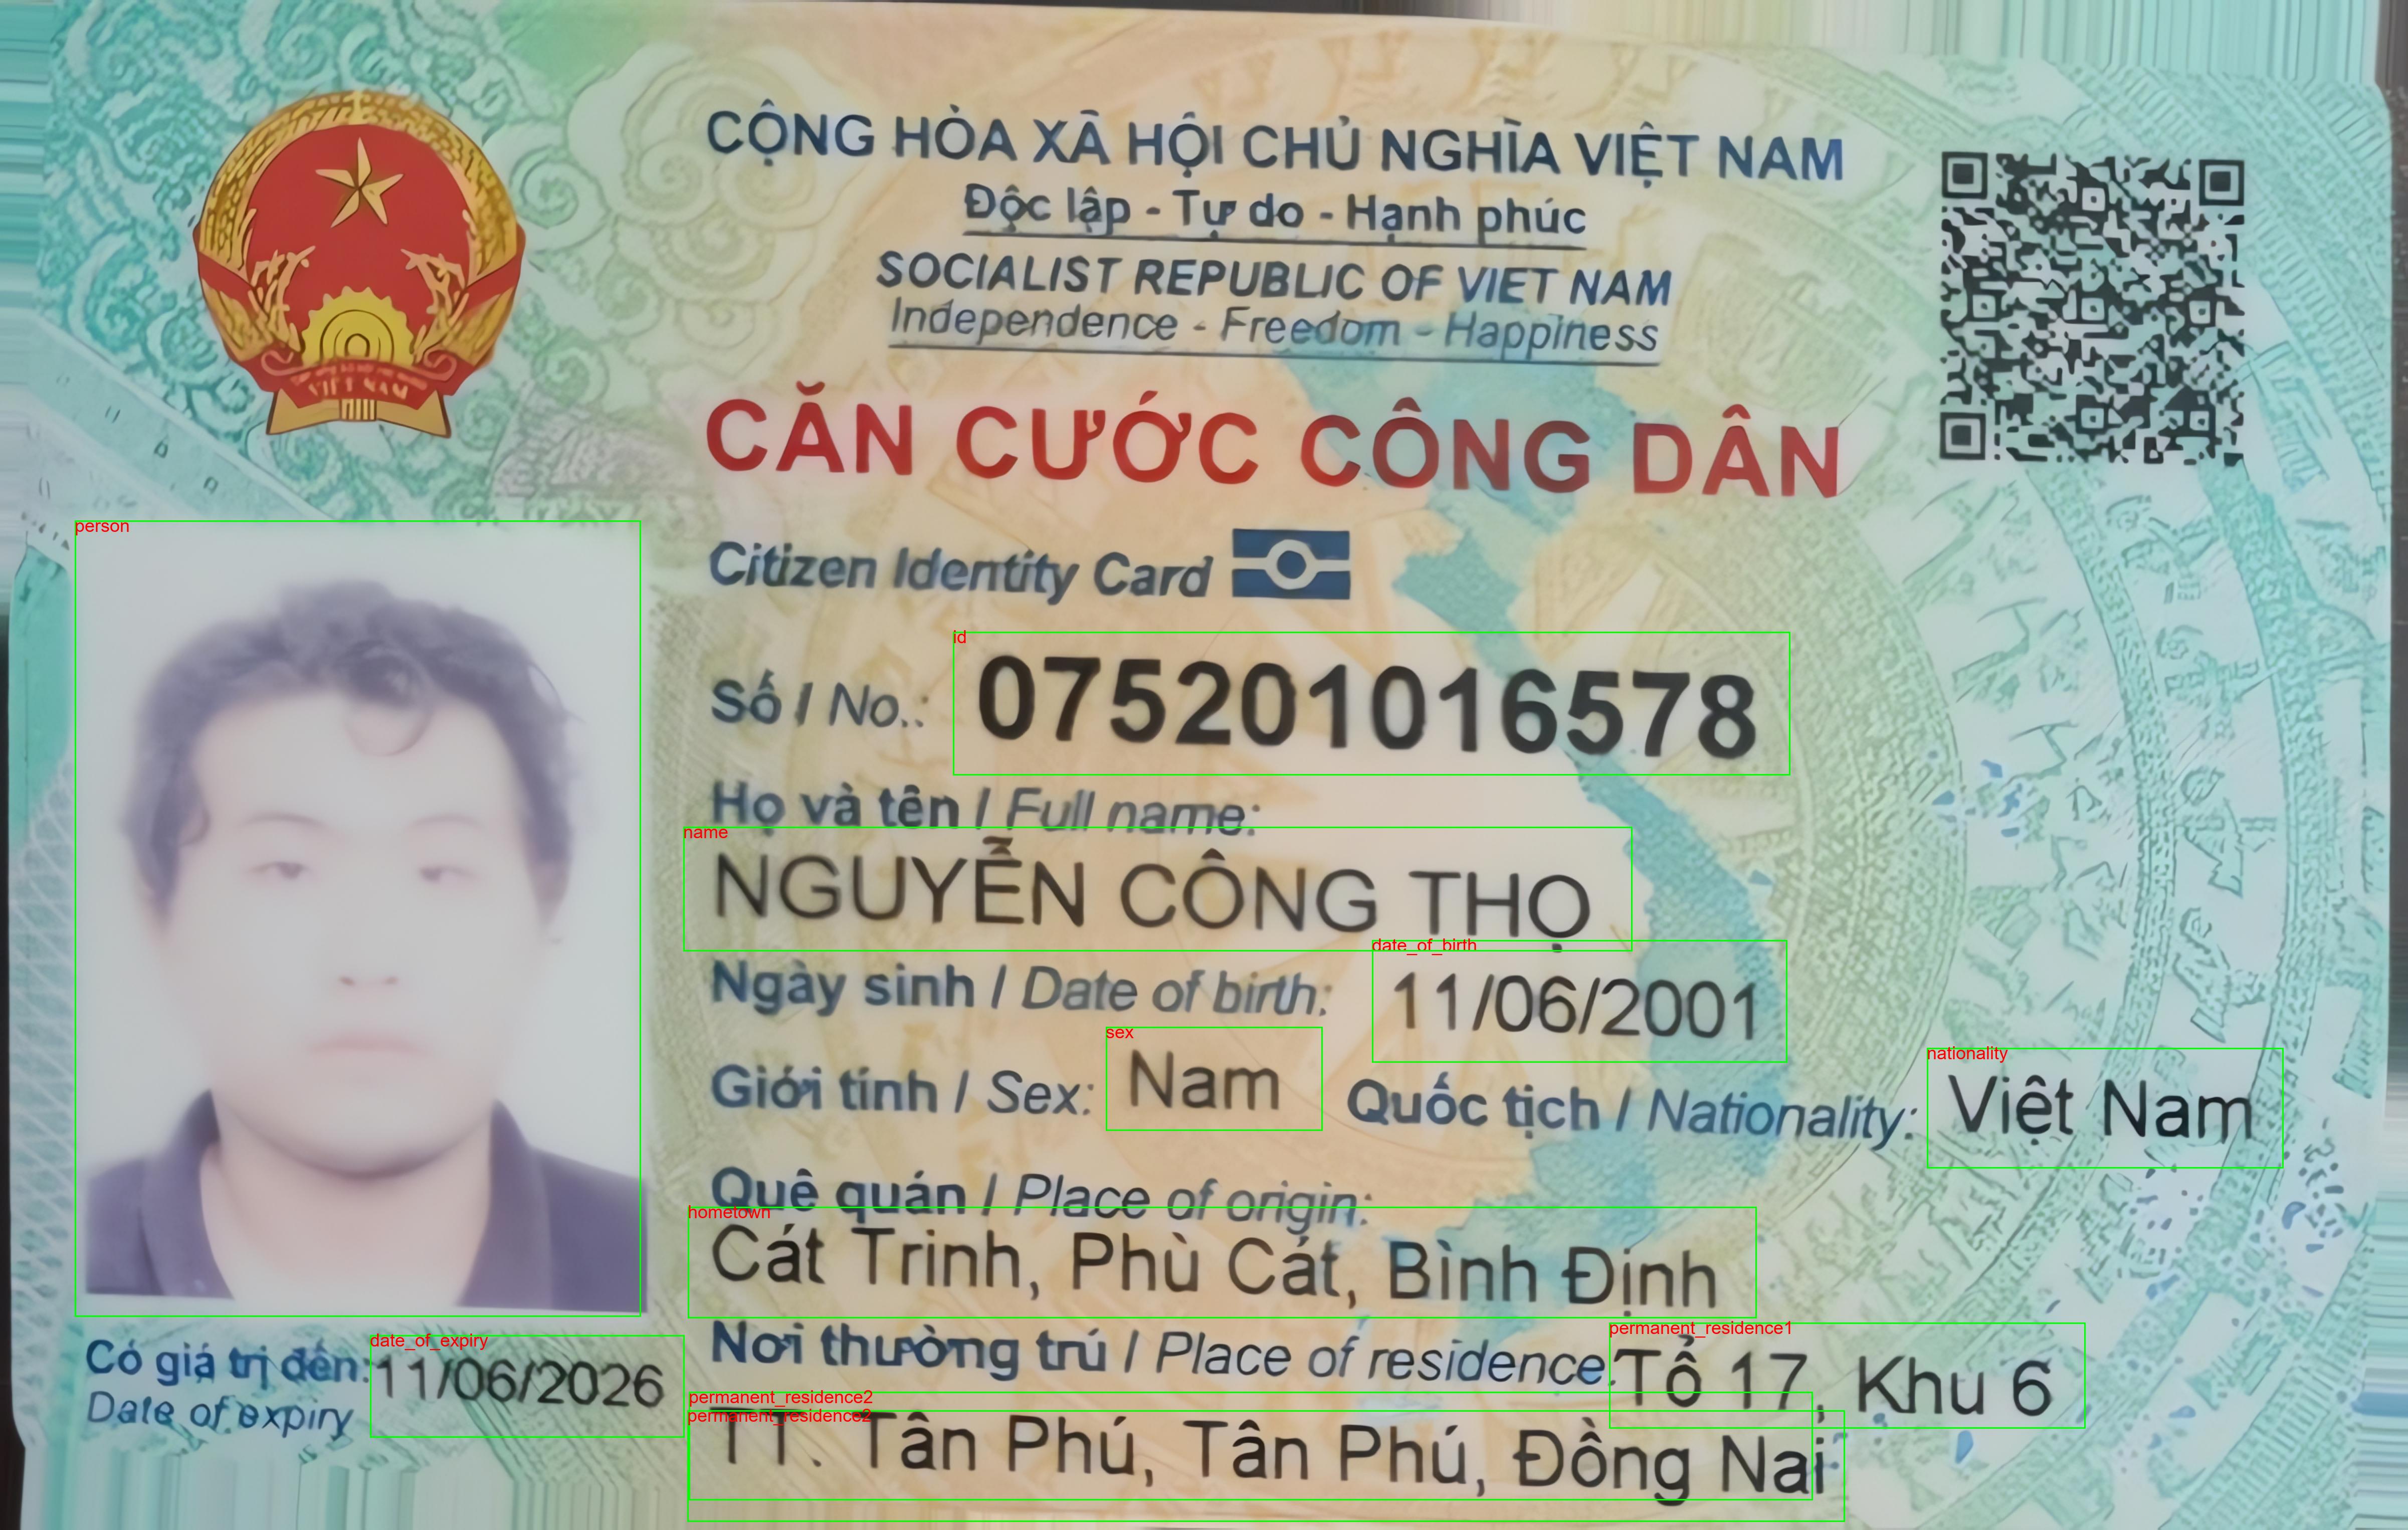 CỘNG HÒA XÃ HỘI CHỦ NGHĨA VIỆT NAM
Độc lập - Tự do - Hạnh phúc
SOCIALIST REPUBLIC OF VIET NAM
Independence - Freedom - Happiness
VIỆT NAM
CĂN CƯỚC CÔNG DÂN
Citizen Identity Card
person
id
Số / No.: 075201016578
Họ và tên / Full name:
name
NGUYỄN CÔNG THỌ
date_of_birth
Ngày sinh / Date of birth: 11/06/2001
sex
nationality
Giới tính / Sex: Nam Quốc tịch / Nationality: Việt Nam
Quê quán / Place of origin:
hometown
Cát Trinh, Phù Cát, Bình Định
permanent_residence1
Nơi thường trú / Place of residence: Tổ 17, Khu 6
permanent_residence2
permanent_residence2
TT. Tân Phú, Tân Phú, Đồng Nai
date_of_expiry
Có giá trị đến: 11/06/2026
Date of expiry